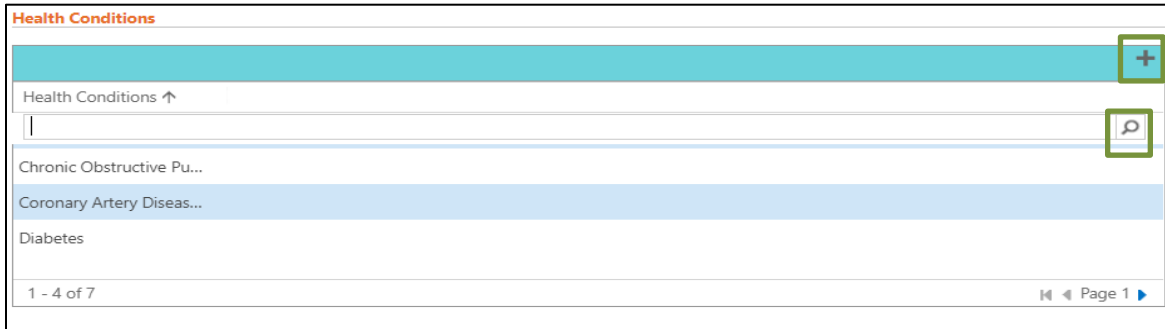 Health Conditions
Health Conditions
Chronic Obstructive Pu...
Coronary Artery Diseas...
Diabetes
1 - 4 of 7 Page 1